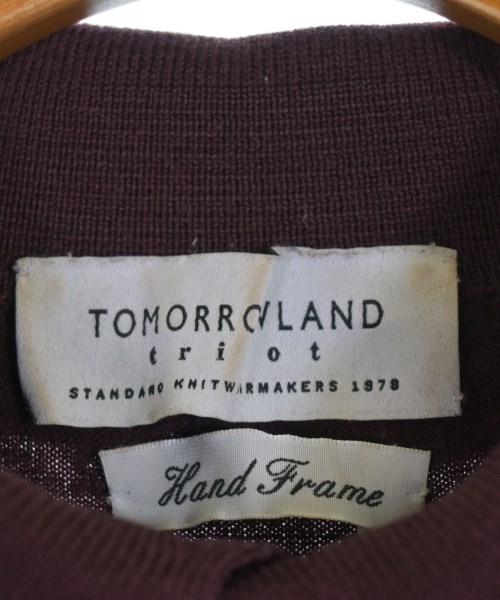 TOMORROWLAND
tricot
STANDARD KNITWARMAKERS 1978
Hand Frame